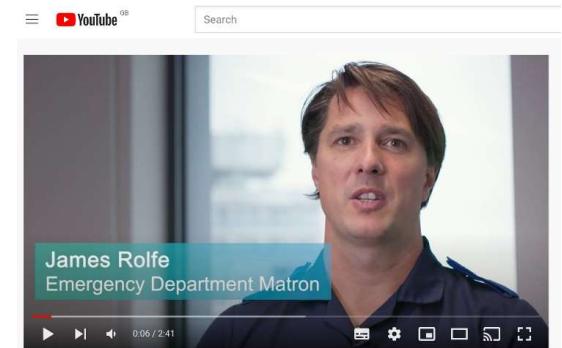 YouTube GB
Search
James Rolfe
Emergency Department Matron
0:06 / 2:41